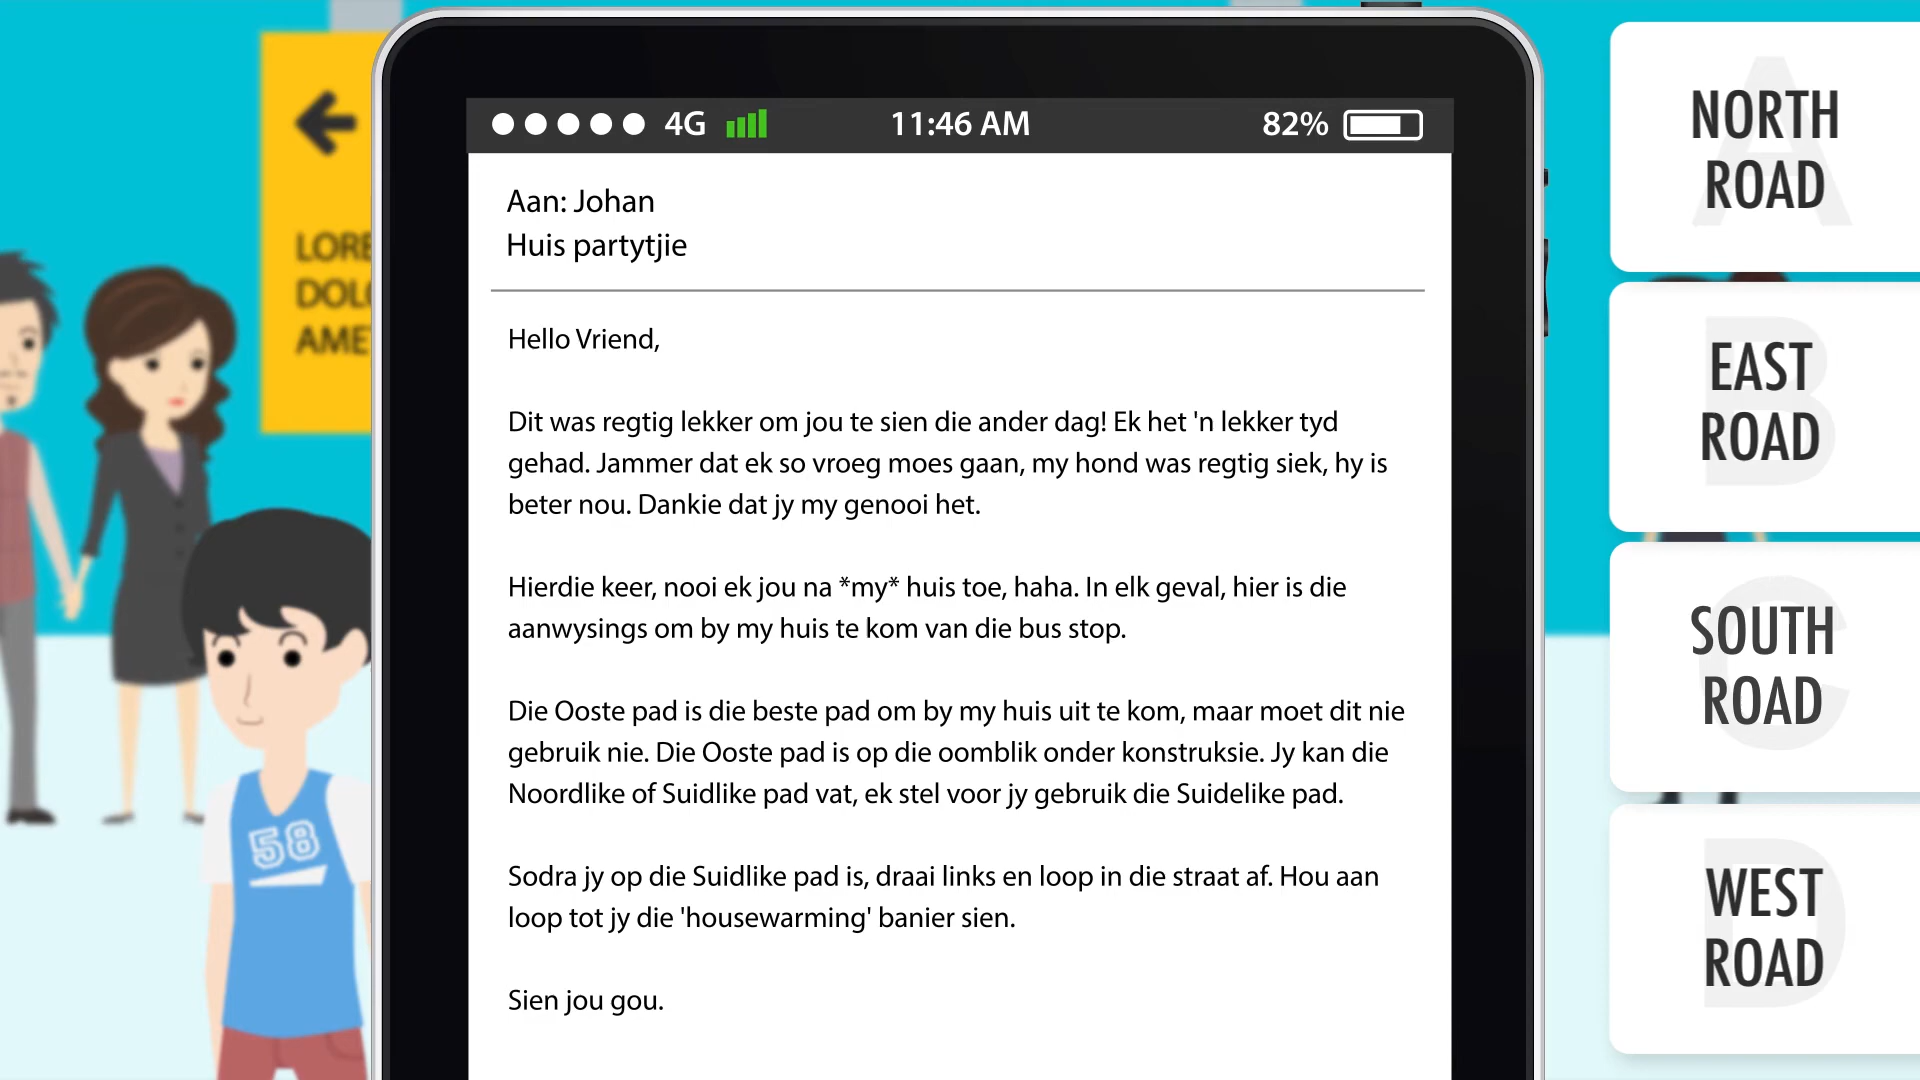 LORE
DOLO
AME
4G
11:46 AM
82%
Aan: Johan
Huis partytjie
Hello Vriend,
Dit was regtig lekker om jou te sien die ander dag! Ek het 'n lekker tyd
gehad. Jammer dat ek so vroeg moes gaan, my hond was regtig siek, hy is
beter nou. Dankie dat jy my genooi het.
Hierdie keer, nooi ek jou na *my* huis toe, haha. In elk geval, hier is die
aanwysings om by my huis te kom van die bus stop.
Die Ooste pad is die beste pad om by my huis uit te kom, maar moet dit nie
gebruik nie. Die Ooste pad is op die oomblik onder konstruksie. Jy kan die
Noordlike of Suidlike pad vat, ek stel voor jy gebruik die Suidelike pad.
Sodra jy op die Suidlike pad is, draai links en loop in die straat af. Hou aan
loop tot jy die 'housewarming' banier sien.
Sien jou gou.
58
A
NORTH
ROAD
B
EAST
ROAD
C
SOUTH
ROAD
D
WEST
ROAD